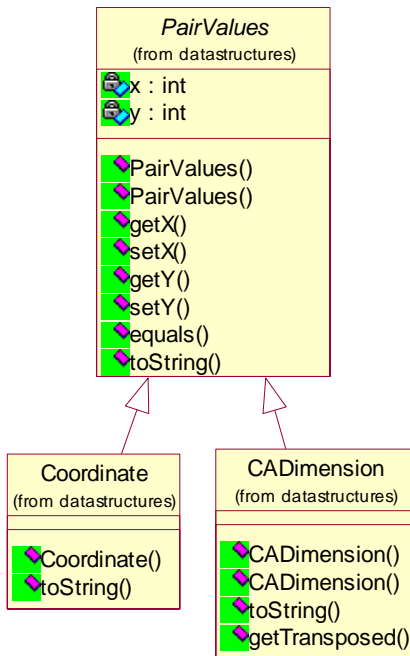 PairValues
(from datastructures)
x : int
y : int
PairValues()
PairValues()
getX()
setX()
getY()
setY()
equals()
toString()
Coordinate
(from datastructures)
Coordinate()
toString()
CADimension
(from datastructures)
CADimension()
CADimension()
toString()
getTransposed()